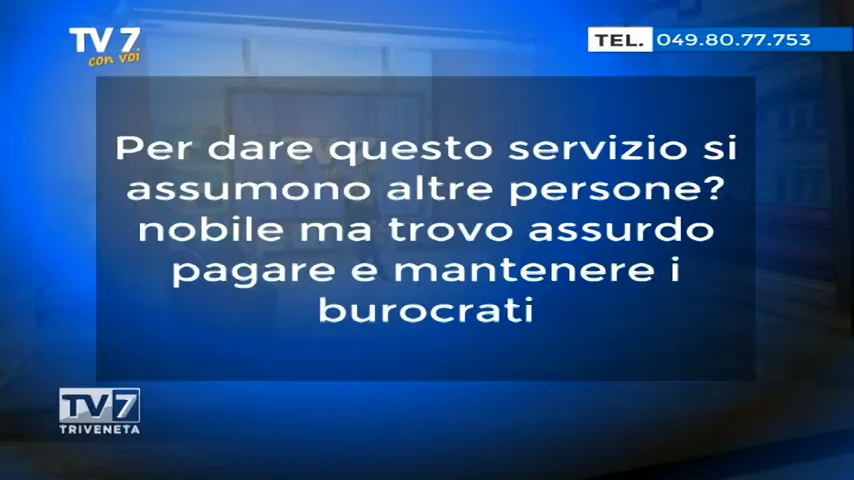 TV7
con voi
TEL. 049.80.77.753
Per dare questo servizio si
assumono altre persone?
nobile ma trovo assurdo
pagare e mantenere i
burocrati
TV7
TRIVENETA